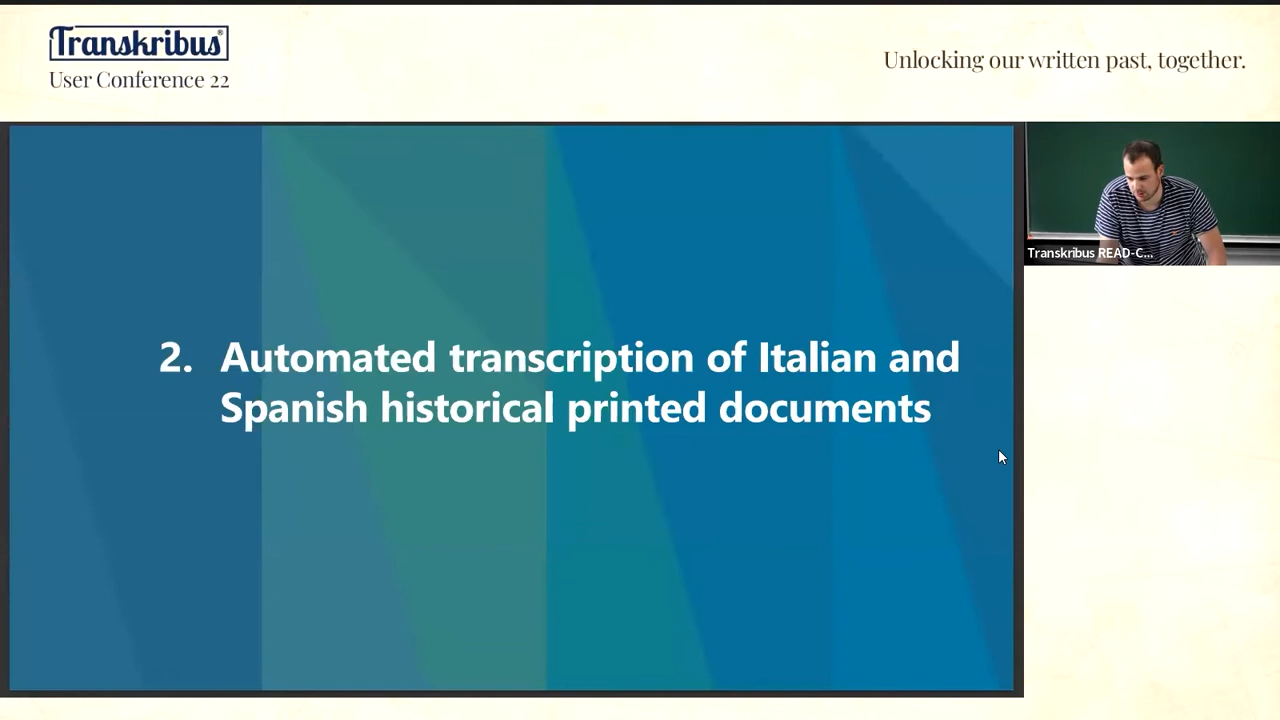 Transkribus®
User Conference 22
Unlocking our written past, together.
2. Automated transcription of Italian and
Spanish historical printed documents
Transkribus READ-C...